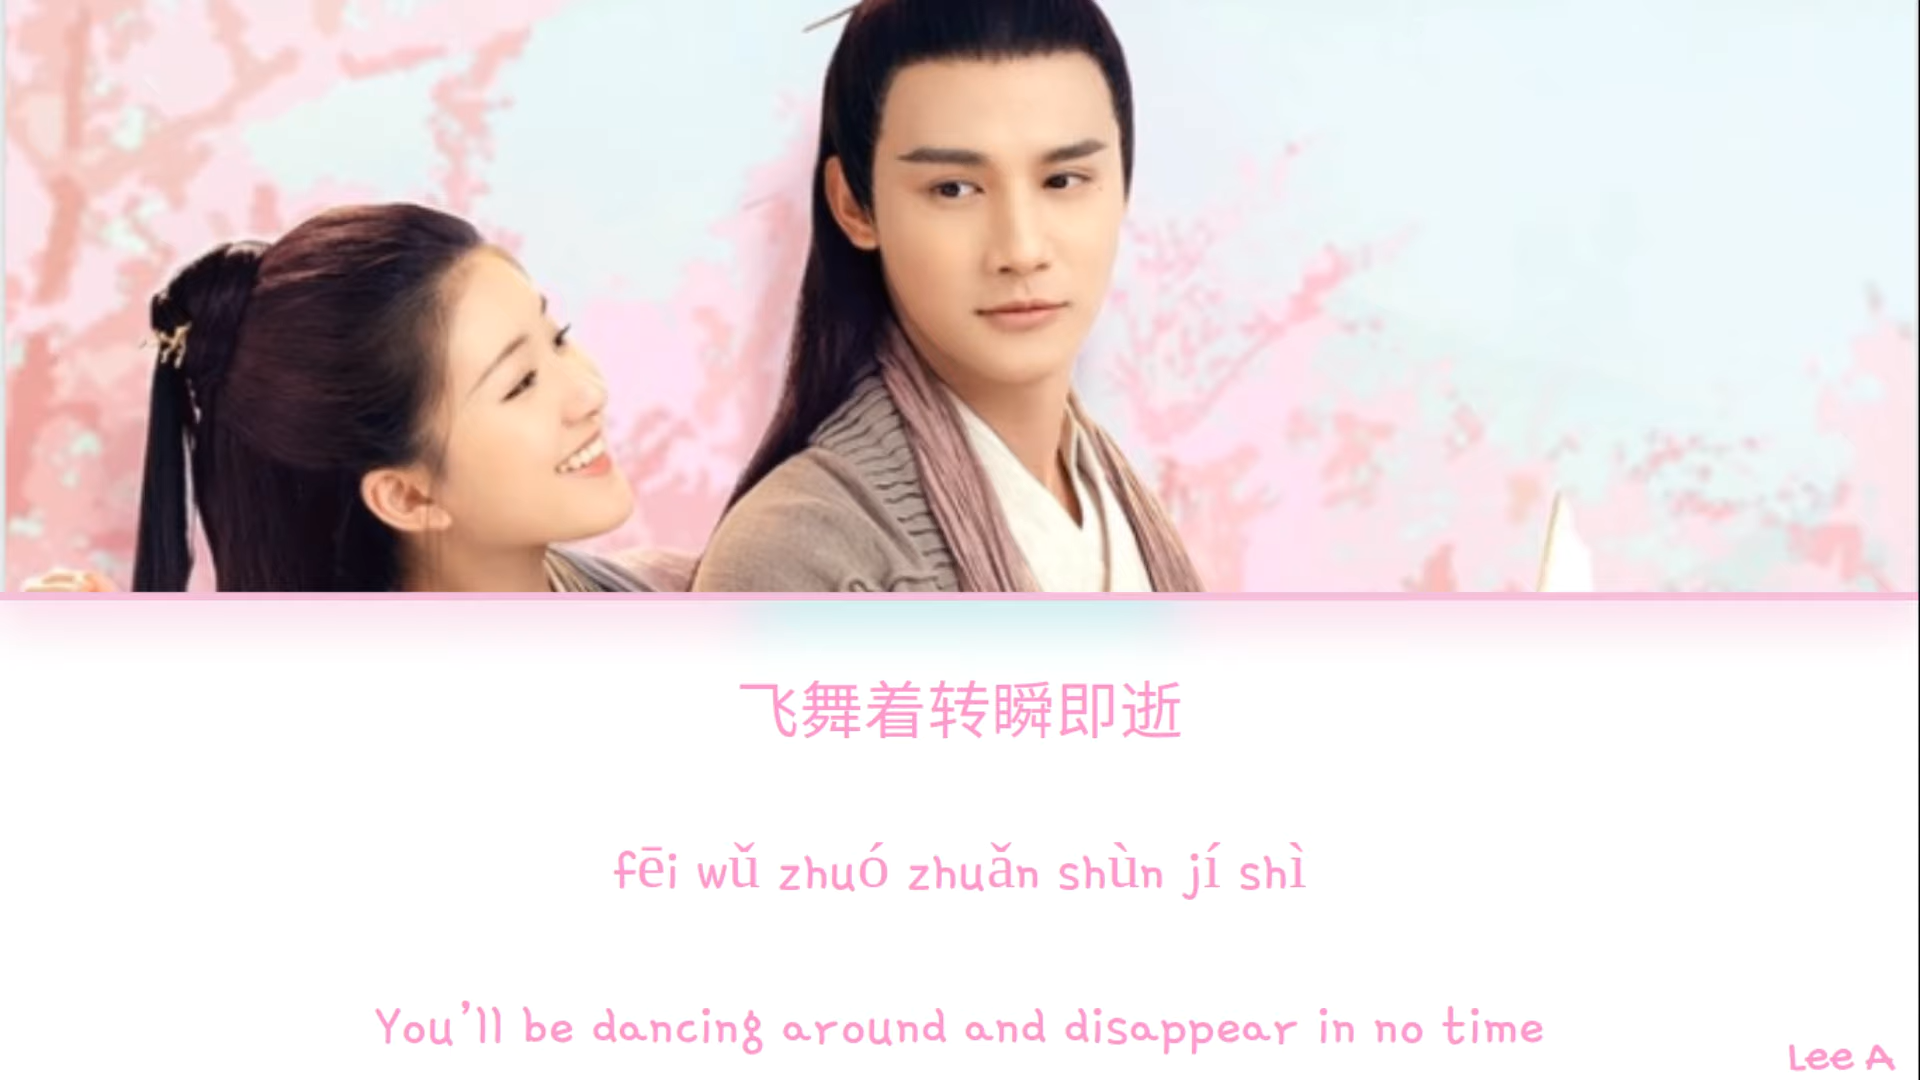 飞舞着转瞬即逝
fēi wǔ zhuó zhuǎn shùn jí shì
You'll be dancing around and disappear in no time
Lee A